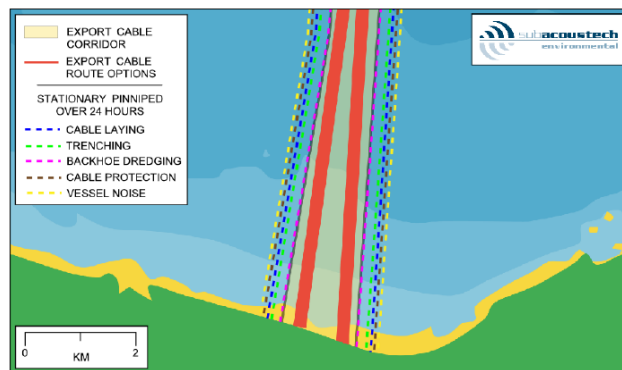 EXPORT CABLE
CORRIDOR
EXPORT CABLE
ROUTE OPTIONS
STATIONARY PINNIPED
OVER 24 HOURS
CABLE LAYING
TRENCHING
BACKHOE DREDGING
CABLE PROTECTION
VESSEL NOISE
subacoustech
environmental
0 2
KM